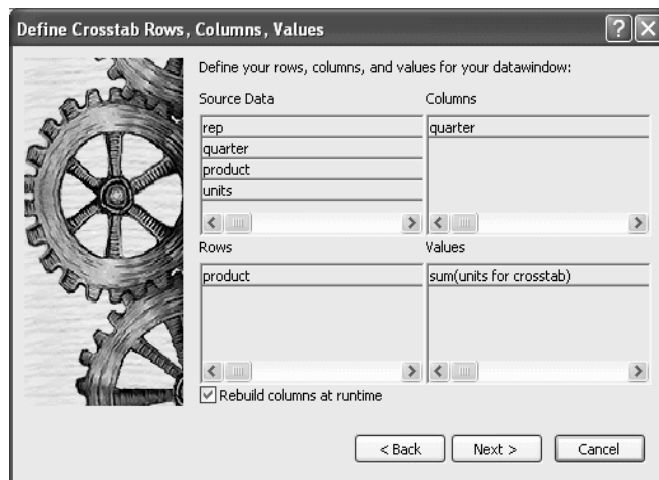 Define Crosstab Rows, Columns, Values
Define your rows, columns, and values for your datawindow:
Source Data
rep
quarter
product
units
Columns
quarter
Rows
product
Values
sum(units for crosstab)
Rebuild columns at runtime
< Back
Next >
Cancel